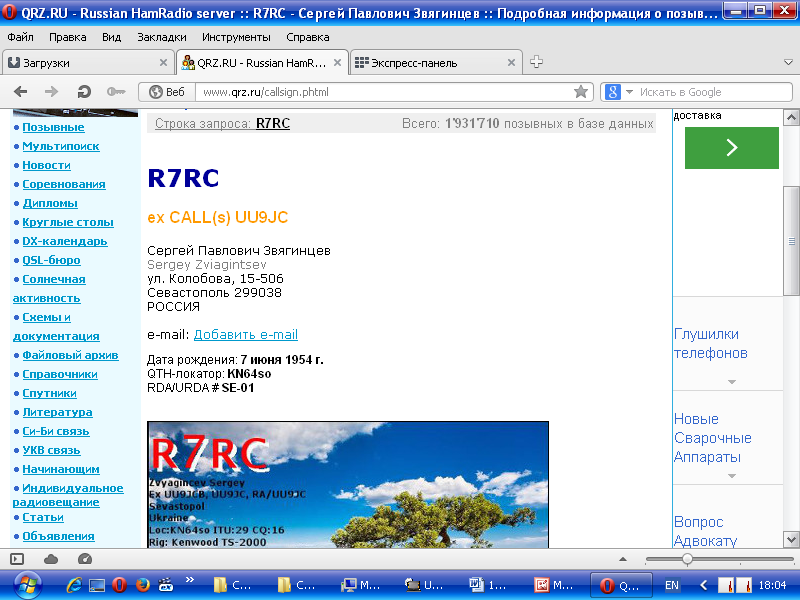 QRZ.RU - Russian HamRadio server :: R7RC - Сергей Павлович Звягинцев :: Подробная информация о позыв...
Файл Правка Вид Закладки Инструменты Справка
Загрузки QRZ.RU - Russian HamR... Экспресс-панель
Веб www.qrz.ru/callsign.phtml Искать в Google
Позывные
Мультипоиск
Новости
Соревнования
Дипломы
Круглые столы
DX-календарь
QSL-бюро
Солнечная
активность
Схемы и
документация
Файловый архив
Справочники
Спутники
Литература
Си-Би связь
УКВ связь
Начинающим
Индивидуальное
радиовещание
Статьи
Объявления
Строка запроса: R7RC Всего: 1'931'710 позывных в базе данных
R7RC
ex CALL(s) UU9JC
Сергей Павлович Звягинцев
Sergey Zviagintsev
ул. Колобова, 15-506
Севастополь 299038
РОССИЯ
e-mail: Добавить e-mail
Дата рождения: 7 июня 1954 г.
QTH-локатор: KN64so
RDA/URDA # SE-01
R7RC
Zvyagincev Sergey
Ex UU9JCB, UU9JC, RA/UU9JC
Sevastopol
Ukraine
Loc:KN64so ITU:29 CQ:16
Rig: Kenwood TS-2000
доставка
Глушилки
телефонов
Новые
Сварочные
Аппараты
Вопрос
Адвокату
С... С... М... U... 1... М... Q... EN 18:04